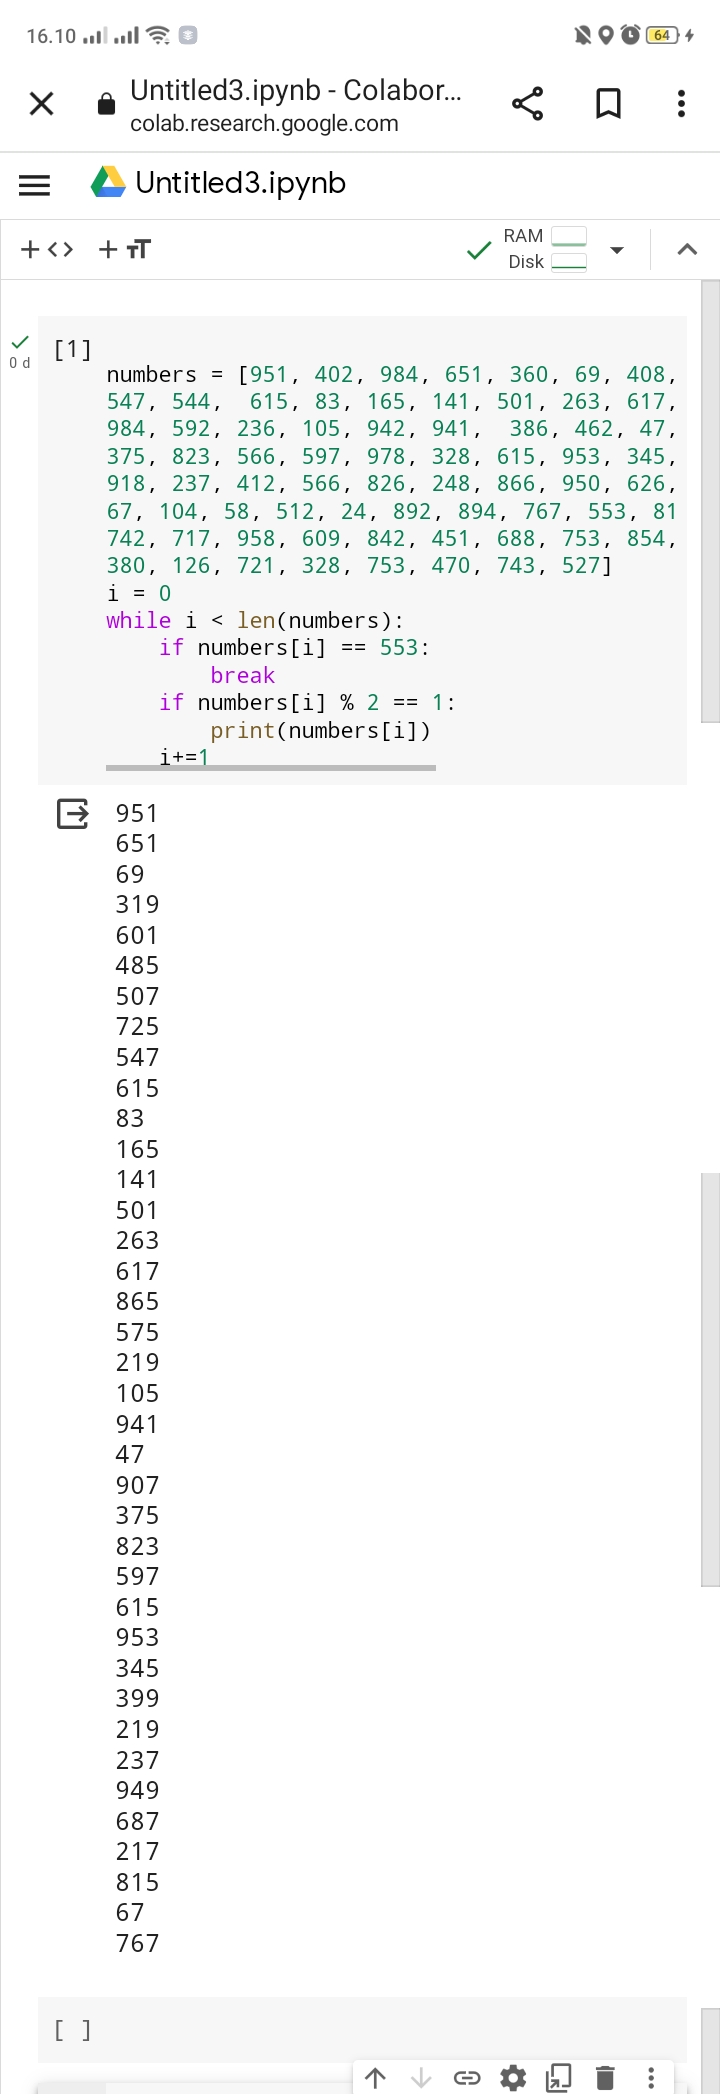 16.10
64
Untitled3.ipynb - Colabor...
colab.research.google.com
Untitled3.ipynb
+ <> + TT
RAM
Disk
0 d
[1]
numbers = [951, 402, 984, 651, 360, 69, 408,
547, 544,  615, 83, 165, 141, 501, 263, 617,
984, 592, 236, 105, 942, 941,  386, 462, 47,
375, 823, 566, 597, 978, 328, 615, 953, 345,
918, 237, 412, 566, 826, 248, 866, 950, 626,
67, 104, 58, 512, 24, 892, 894, 767, 553, 81
742, 717, 958, 609, 842, 451, 688, 753, 854,
380, 126, 721, 328, 753, 470, 743, 527]
i = 0
while i < len(numbers):
    if numbers[i] == 553:
        break
    if numbers[i] % 2 == 1:
        print(numbers[i])
    i+=1
951
651
69
319
601
485
507
725
547
615
83
165
141
501
263
617
865
575
219
105
941
47
907
375
823
597
615
953
345
399
219
237
949
687
217
815
67
767
[ ]